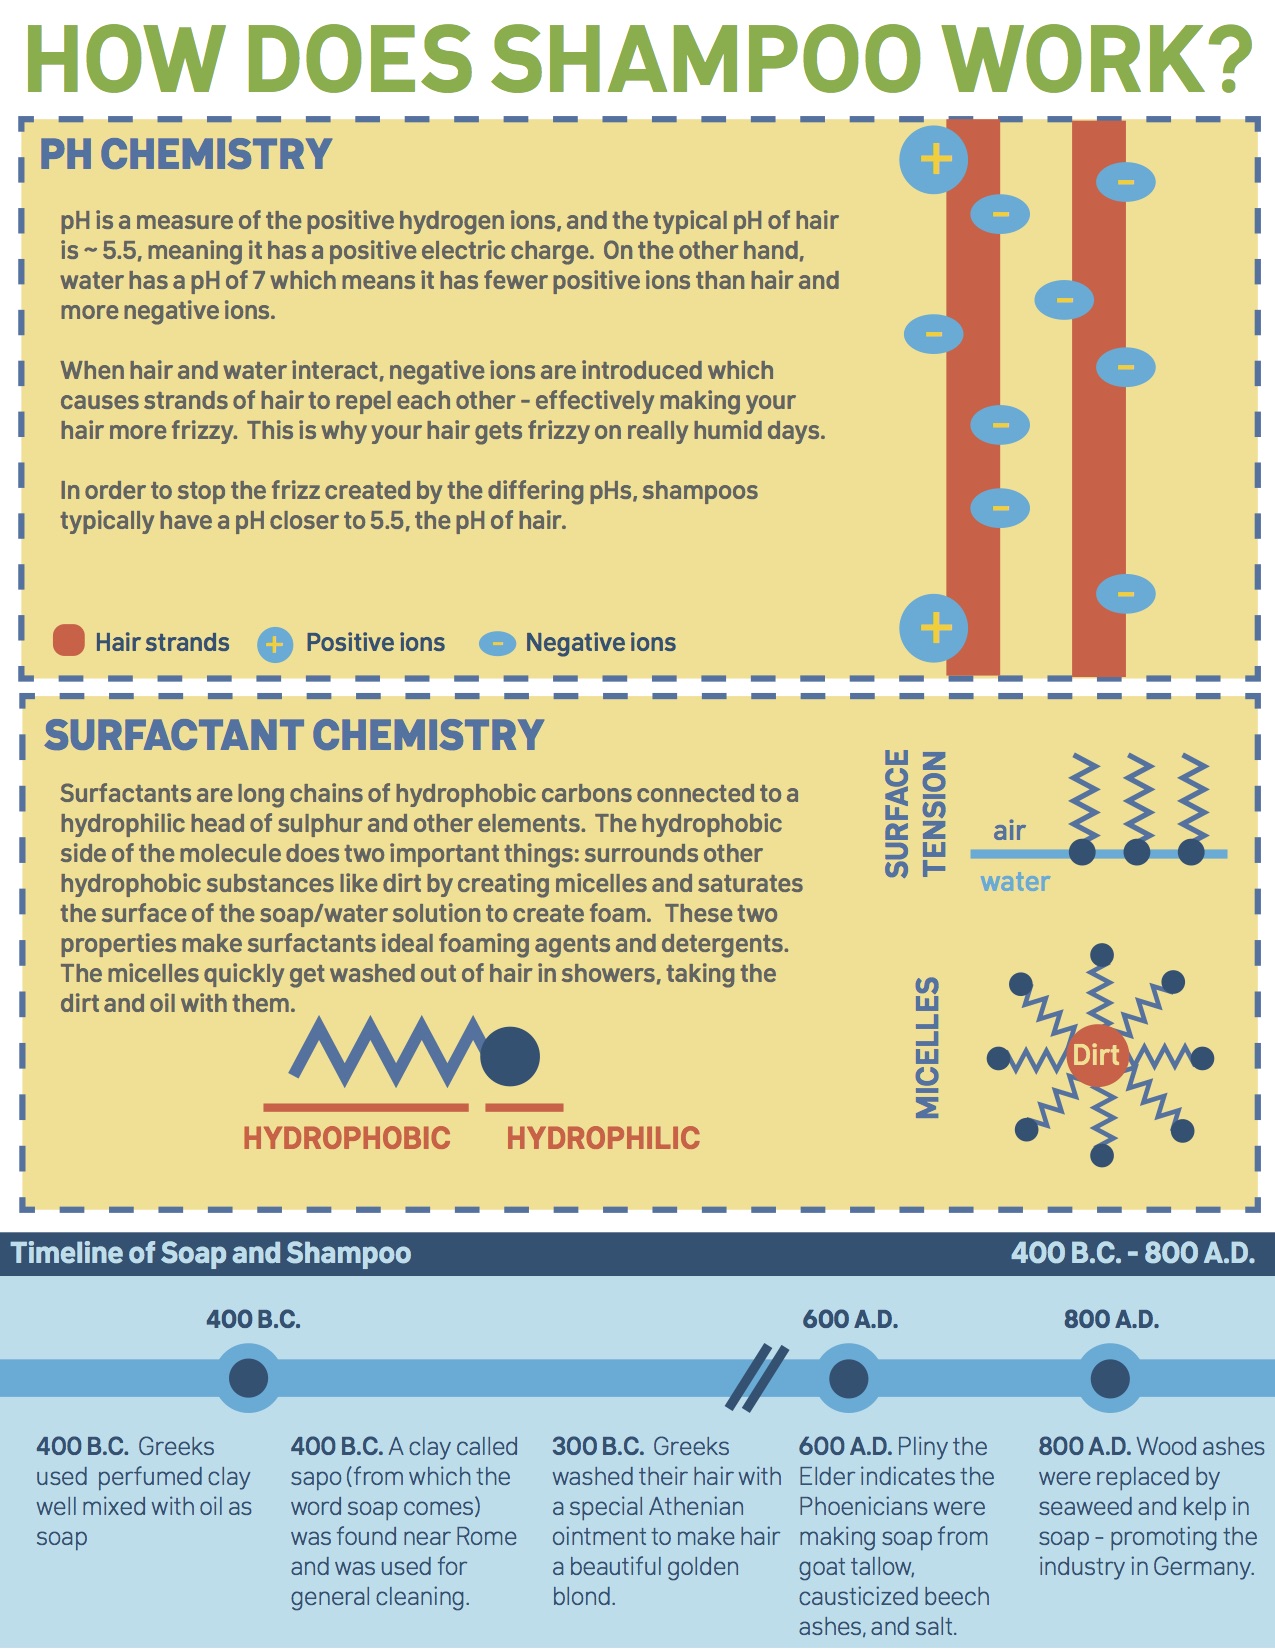 HOW DOES SHAMPOO WORK?
PH CHEMISTRY
pH is a measure of the positive hydrogen ions, and the typical pH of hair
is ~ 5.5, meaning it has a positive electric charge.  On the other hand,
water has a pH of 7 which means it has fewer positive ions than hair and
more negative ions.
When hair and water interact, negative ions are introduced which
causes strands of hair to repel each other - effectively making your
hair more frizzy.  This is why your hair gets frizzy on really humid days.
In order to stop the frizz created by the differing pHs, shampoos
typically have a pH closer to 5.5, the pH of hair.
Hair strands + Positive ions - Negative ions
+
-
-
-
-
-
-
-
-
+
SURFACTANT CHEMISTRY
Surfactants are long chains of hydrophobic carbons connected to a
hydrophilic head of sulphur and other elements.  The hydrophobic
side of the molecule does two important things: surrounds other
hydrophobic substances like dirt by creating micelles and saturates
the surface of the soap/water solution to create foam.  These two
properties make surfactants ideal foaming agents and detergents.
The micelles quickly get washed out of hair in showers, taking the
dirt and oil with them.
HYDROPHOBIC HYDROPHILIC
SURFACE
TENSION
air
water
MICELLES
Dirt
Timeline of Soap and Shampoo 400 B.C. - 800 A.D.
400 B.C. 600 A.D. 800 A.D.
400 B.C.  Greeks
used  perfumed clay
well mixed with oil as
soap
400 B.C. A clay called
sapo (from which the
word soap comes)
was found near Rome
and was used for
general cleaning.
300 B.C.  Greeks
washed their hair with
a special Athenian
ointment to make hair
a beautiful golden
blond.
600 A.D. Pliny the
Elder indicates the
Phoenicians were
making soap from
goat tallow,
causticized beech
ashes, and salt.
800 A.D. Wood ashes
were replaced by
seaweed and kelp in
soap - promoting the
industry in Germany.